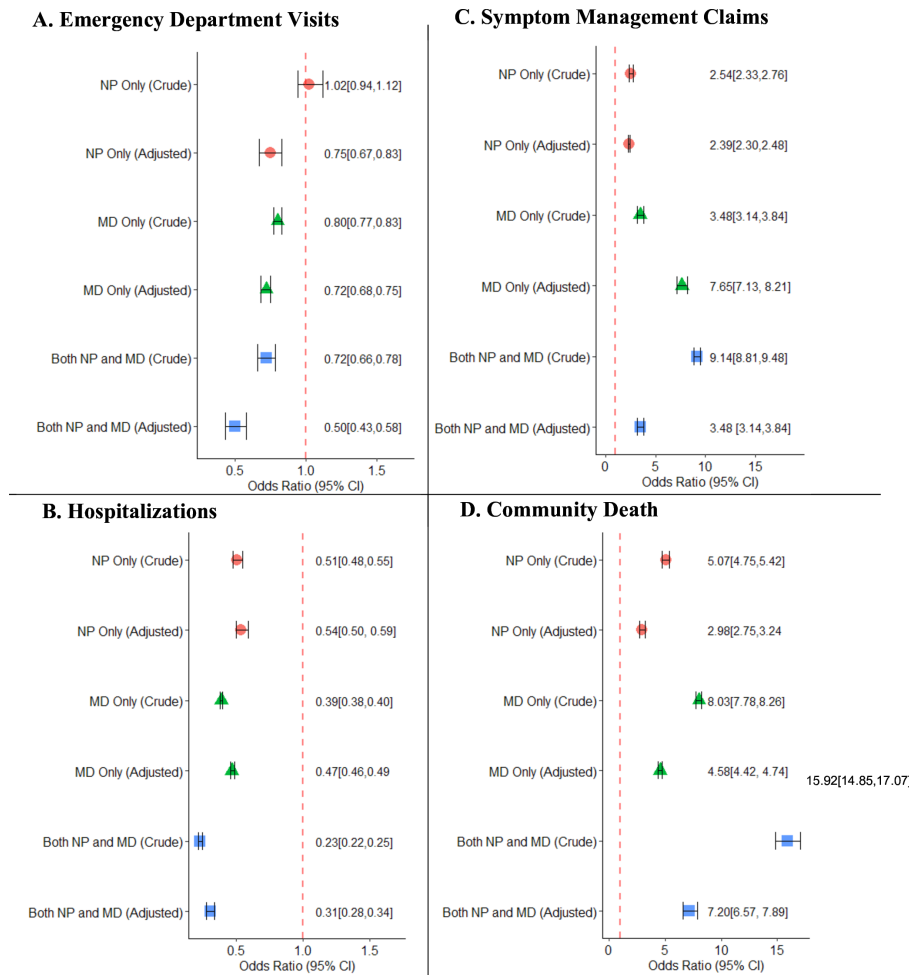 A. Emergency Department Visits
NP Only (Crude)
1.02[0.94,1.12]
NP Only (Adjusted)
0.75[0.67,0.83]
MD Only (Crude)
0.80[0.77,0.83]
MD Only (Adjusted)
0.72[0.68,0.75]
Both NP and MD (Crude)
0.72[0.66,0.78]
Both NP and MD (Adjusted)
0.50[0.43,0.58]
0.5 1.0 1.5
Odds Ratio (95% CI)
C. Symptom Management Claims
NP Only (Crude)
2.54[2.33,2.76]
NP Only (Adjusted)
2.39[2.30,2.48]
MD Only (Crude)
3.48[3.14,3.84]
MD Only (Adjusted)
7.65[7.13, 8.21]
Both NP and MD (Crude)
9.14[8.81,9.48]
Both NP and MD (Adjusted)
3.48 [3.14,3.84]
0 5 10 15
Odds Ratio (95% CI)
B. Hospitalizations
NP Only (Crude)
0.51[0.48,0.55]
NP Only (Adjusted)
0.54[0.50, 0.59]
MD Only (Crude)
0.39[0.38,0.40]
MD Only (Adjusted)
0.47[0.46,0.49
Both NP and MD (Crude)
0.23[0.22,0.25]
Both NP and MD (Adjusted)
0.31[0.28,0.34]
0.5 1.0 1.5
Odds Ratio (95% CI)
D. Community Death
NP Only (Crude)
5.07[4.75,5.42]
NP Only (Adjusted)
2.98[2.75,3.24
MD Only (Crude)
8.03[7.78,8.26]
MD Only (Adjusted)
4.58[4.42, 4.74]
15.92[14.85,17.07]
Both NP and MD (Crude)
Both NP and MD (Adjusted)
7.20[6.57, 7.89]
0 5 10 15
Odds Ratio (95% CI)